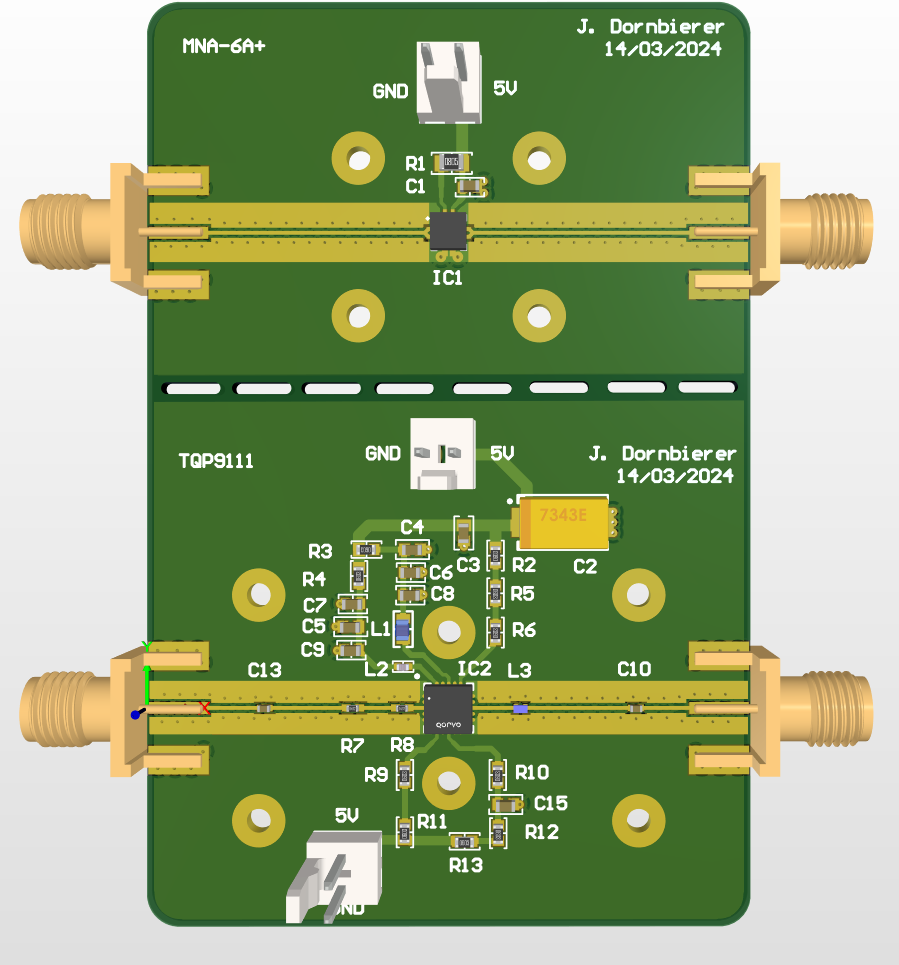 MNA-6A+
J. Dornbierer
14/03/2024
GND
5V
R1
0805
C1
IC1
TQP9111
GND
5V
J. Dornbierer
14/03/2024
7343E
C4
R3
C3
R2
C2
R4
C6
C8
R5
C7
C5
L1
R6
C9
L2
IC2
L3
C13
C10
QORVO
R7
R8
R9
R10
C15
5V
R11
R12
R13
GND